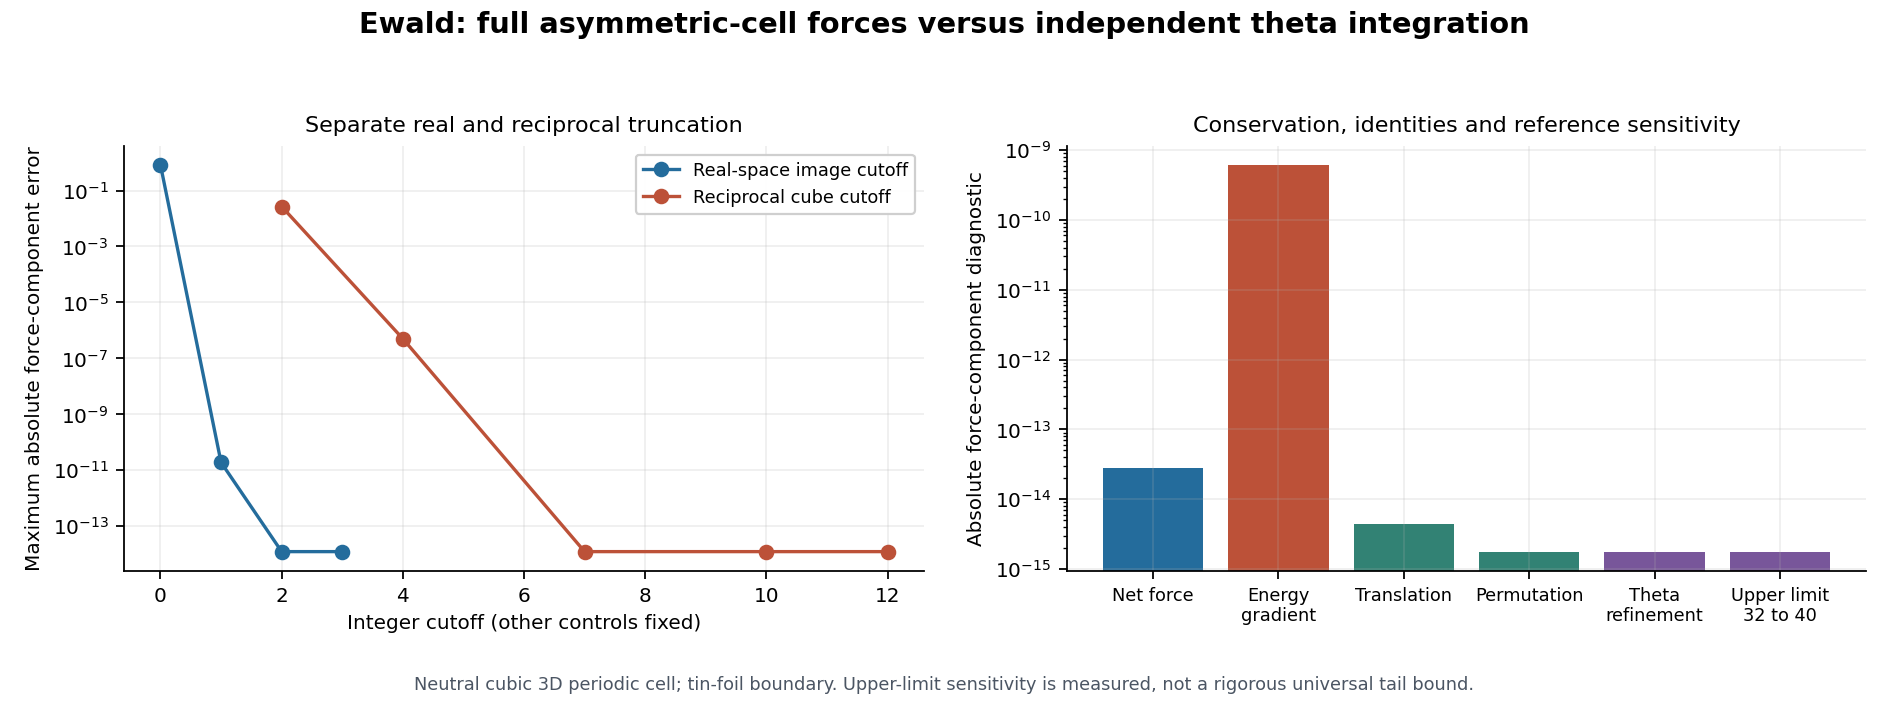 Ewald: full asymmetric-cell forces versus independent theta integration
Separate real and reciprocal truncation
Maximum absolute force-component error
10⁻¹
10⁻³
10⁻⁵
10⁻⁷
10⁻⁹
10⁻¹¹
10⁻¹³
Real-space image cutoff
Reciprocal cube cutoff
0 2 4 6 8 10 12
Integer cutoff (other controls fixed)
Conservation, identities and reference sensitivity
Absolute force-component diagnostic
10⁻⁹
10⁻¹⁰
10⁻¹¹
10⁻¹²
10⁻¹³
10⁻¹⁴
10⁻¹⁵
Net force
Energy
gradient
Translation
Permutation
Theta
refinement
Upper limit
32 to 40
Neutral cubic 3D periodic cell; tin-foil boundary. Upper-limit sensitivity is measured, not a rigorous universal tail bound.